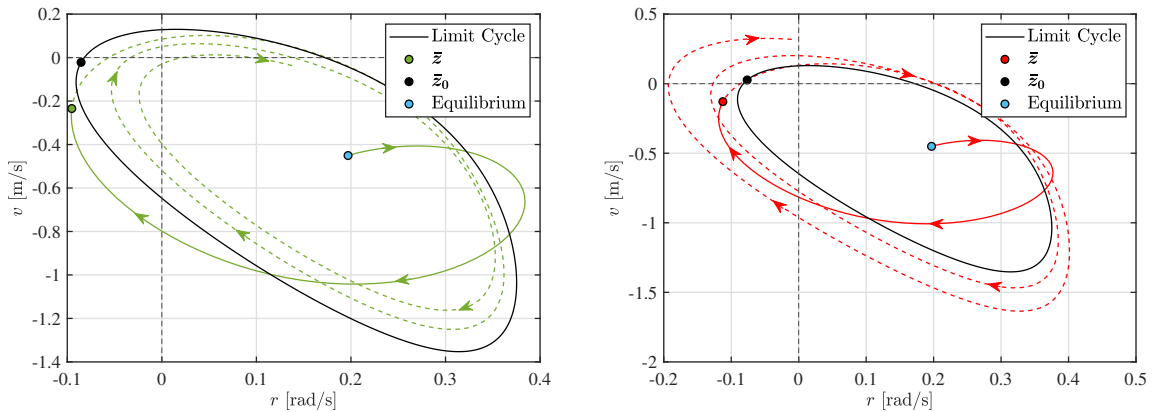 0.2
0
-0.2
-0.4
-0.6
-0.8
-1
-1.2
-1.4
v [m/s]
-0.1
0
0.1
0.2
0.3
0.4
r [rad/s]
Limit Cycle
z̄
z̄₀
Equilibrium
0.5
0
-0.5
-1
-1.5
-2
v [m/s]
-0.2
-0.1
0
0.1
0.2
0.3
0.4
0.5
r [rad/s]
Limit Cycle
z̄
z̄₀
Equilibrium